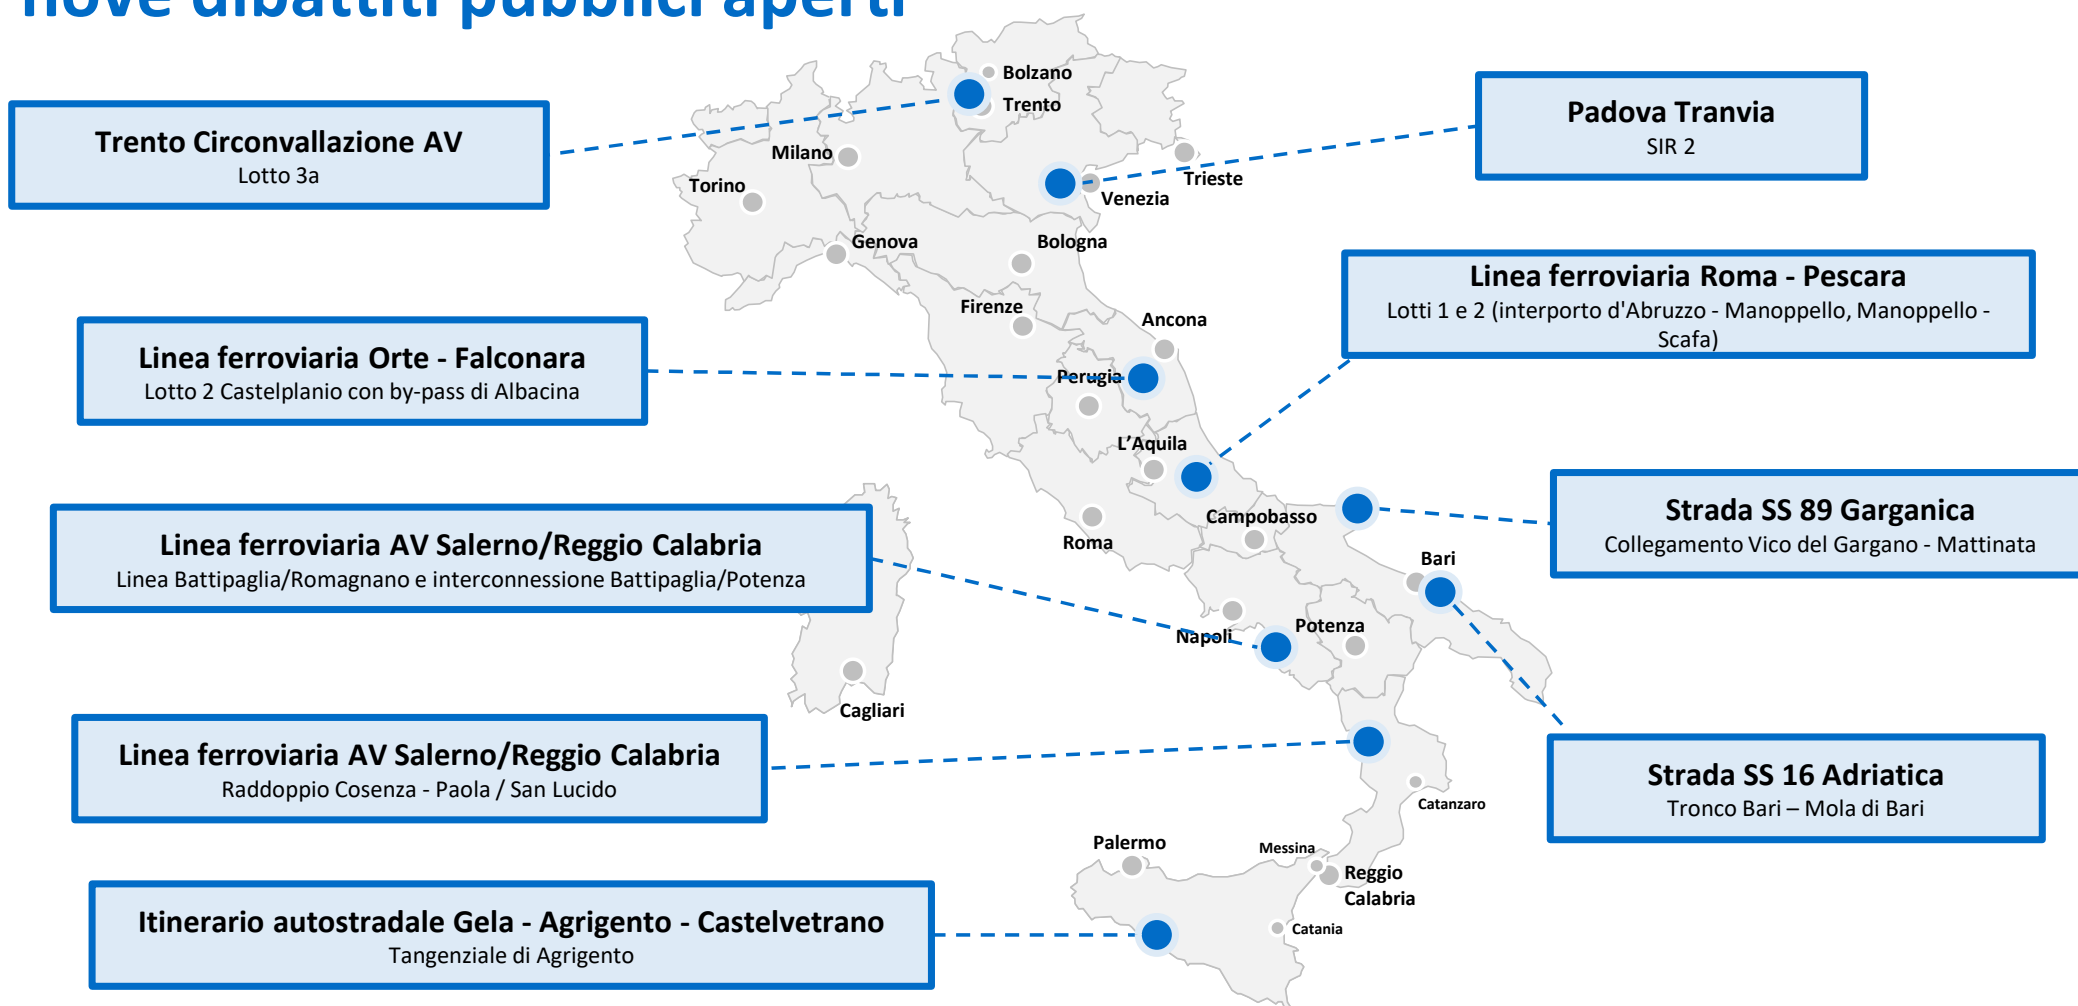 nove dibattiti pubblici aperti
Trento Circonvallazione AV
Lotto 3a
Padova Tranvia
SIR 2
Linea ferroviaria Roma - Pescara
Lotti 1 e 2 (interporto d'Abruzzo - Manoppello, Manoppello -
Scafa)
Linea ferroviaria Orte - Falconara
Lotto 2 Castelplanio con by-pass di Albacina
Strada SS 89 Garganica
Collegamento Vico del Gargano - Mattinata
Linea ferroviaria AV Salerno/Reggio Calabria
Linea Battipaglia/Romagnano e interconnessione Battipaglia/Potenza
Linea ferroviaria AV Salerno/Reggio Calabria
Raddoppio Cosenza - Paola / San Lucido
Strada SS 16 Adriatica
Tronco Bari – Mola di Bari
Itinerario autostradale Gela - Agrigento - Castelvetrano
Tangenziale di Agrigento
Bolzano
Trento
Milano
Torino
Trieste
Venezia
Genova
Bologna
Firenze
Ancona
Perugia
L’Aquila
Roma
Campobasso
Bari
Napoli
Potenza
Cagliari
Catanzaro
Palermo
Messina
Reggio
Calabria
Catania